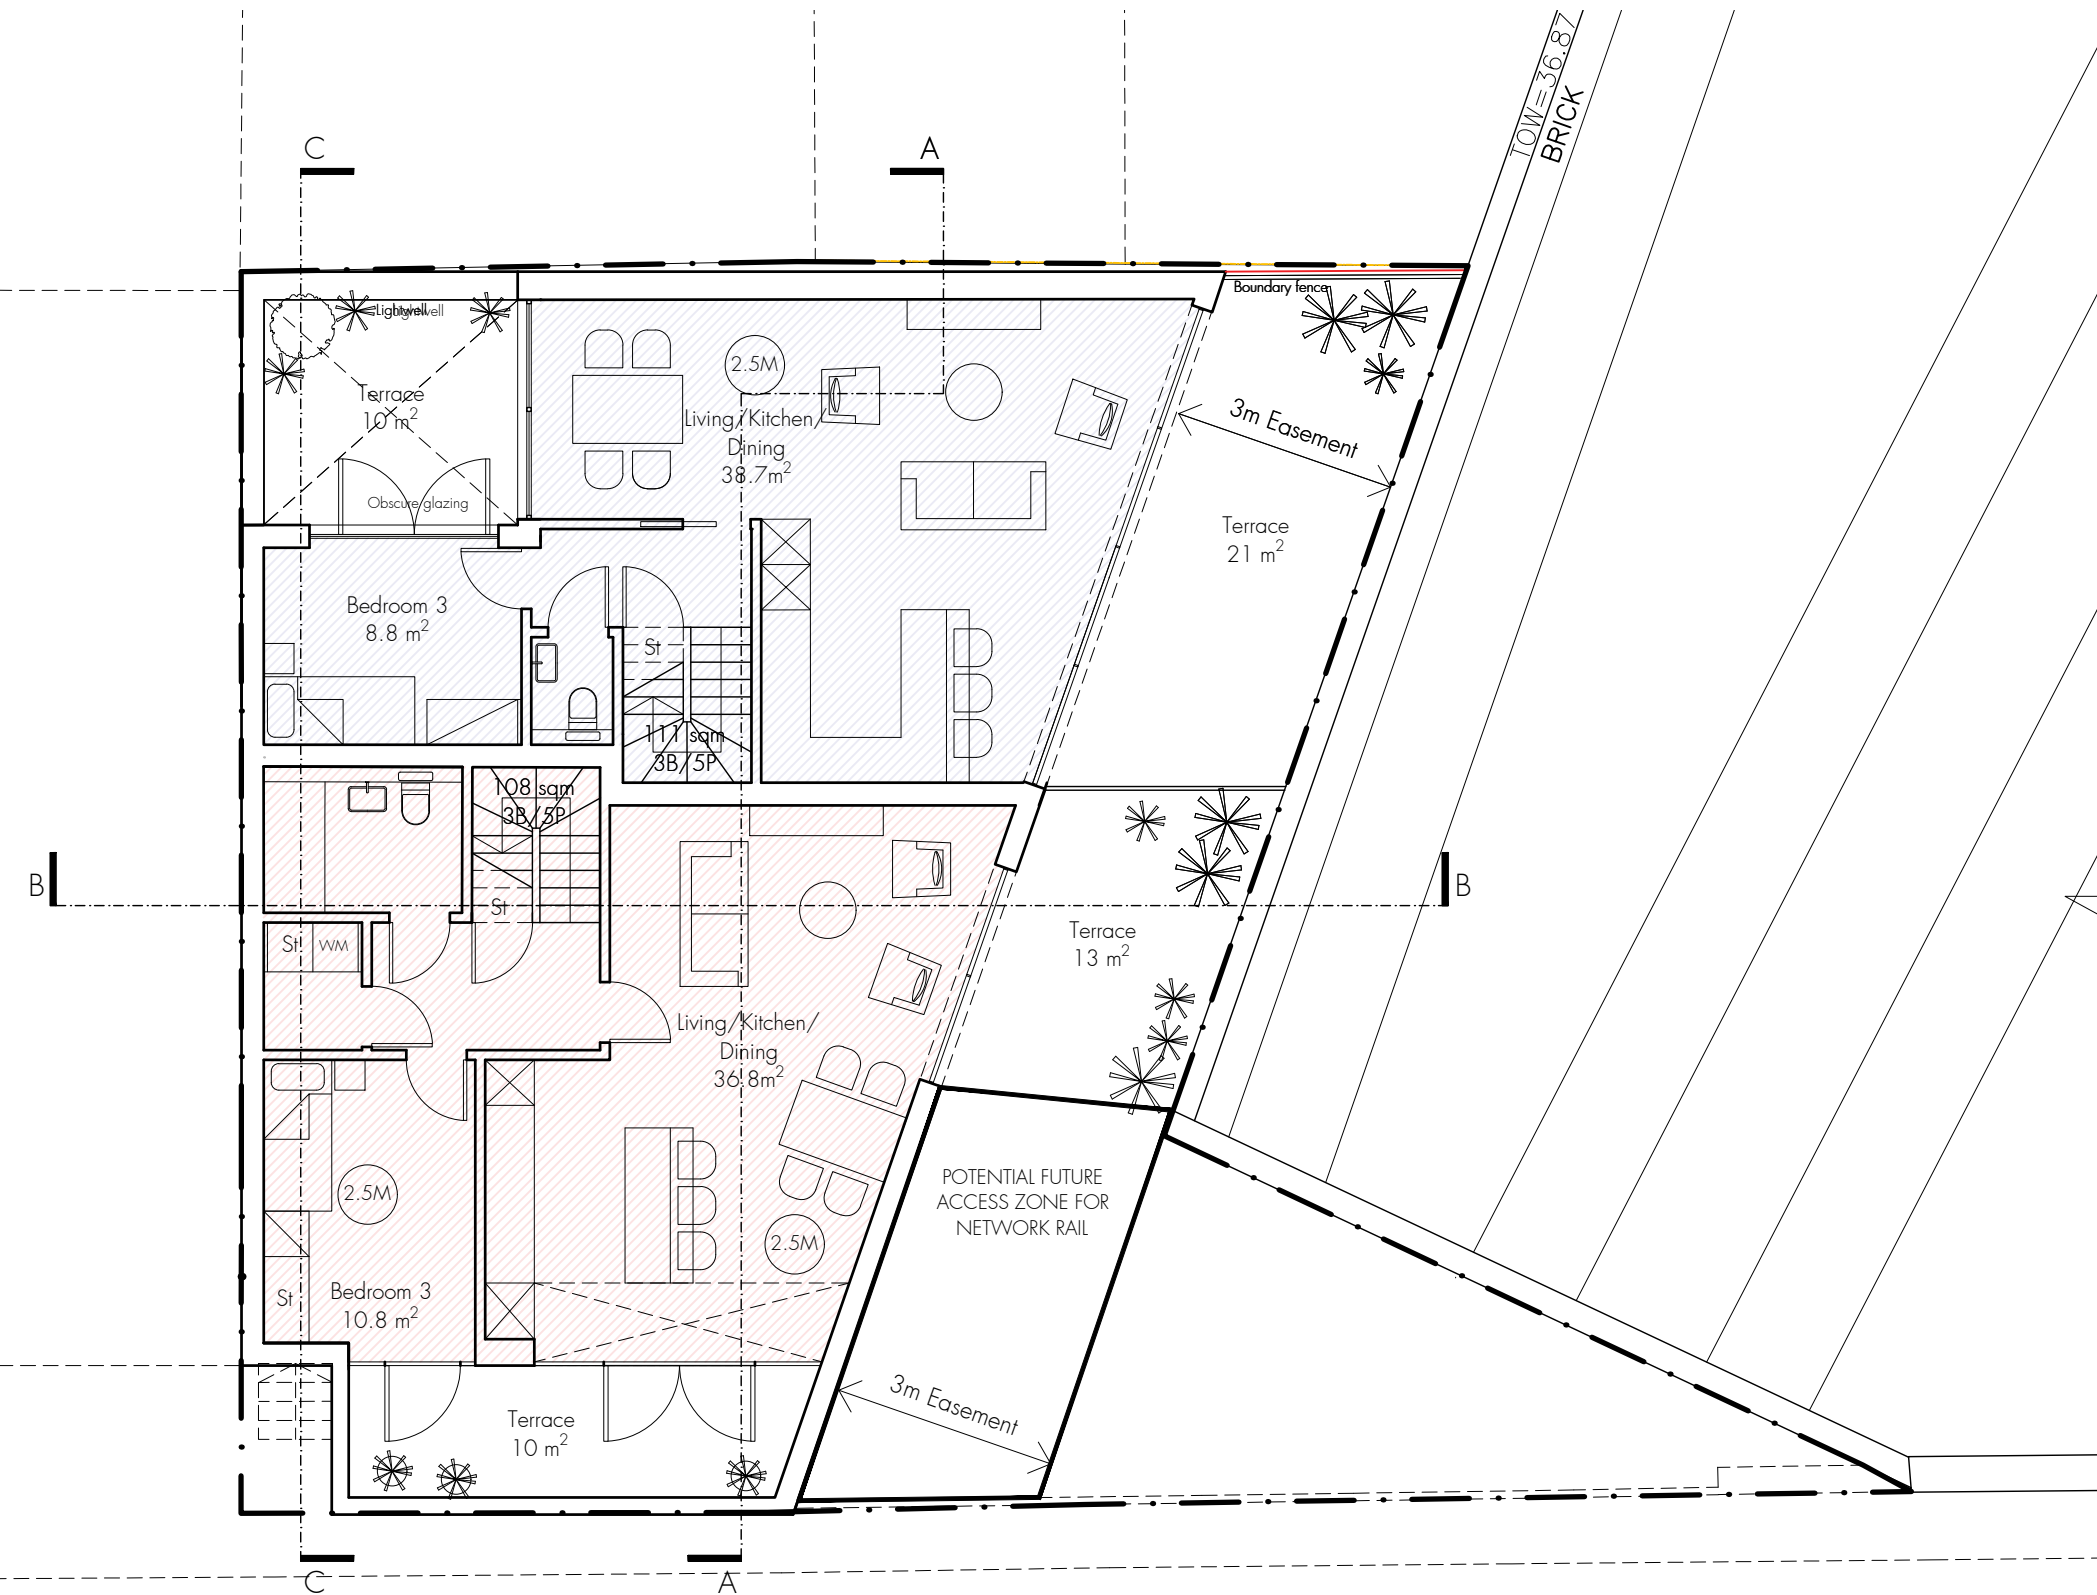 TOW=36.87
BRICK
C
A
Boundary fence
Lightwell
Lightwell
2.5M
Terrace
10 m²
Living/Kitchen/
Dining
38.7m²
3m Easement
Obscure glazing
Terrace
21 m²
Bedroom 3
8.8 m²
St
111 sqm
3B/5P
108 sqm
3B/5P
B
B
St
St
WM
Terrace
13 m²
Living/Kitchen/
Dining
36.8m²
POTENTIAL FUTURE
ACCESS ZONE FOR
NETWORK RAIL
2.5M
2.5M
St
Bedroom 3
10.8 m²
3m Easement
Terrace
10 m²
C
A